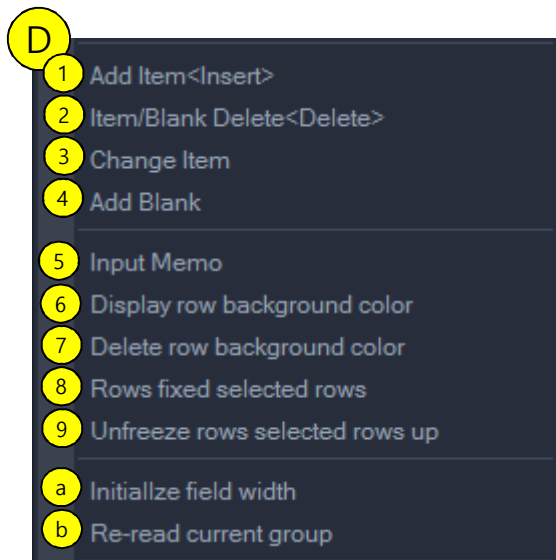 D
1 Add Item<Insert>
2 Item/Blank Delete<Delete>
3 Change Item
4 Add Blank
5 Input Memo
6 Display row background color
7 Delete row background color
8 Rows fixed selected rows
9 Unfreeze rows selected rows up
a Initiallze field width
b Re-read current group